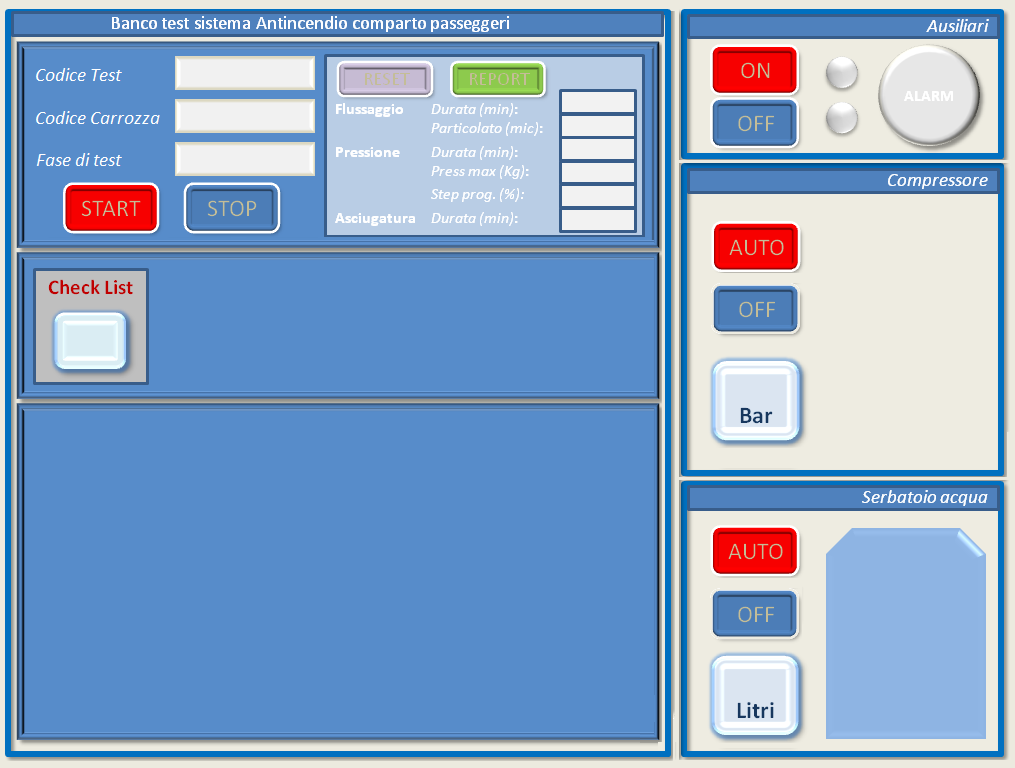 Banco test sistema Antincendio comparto passeggeri
Codice Test
Codice Carrozza
Fase di test
START
STOP
RESET
REPORT
Flussaggio Durata (min):
Particolato (mic):
Pressione Durata (min):
Press max (Kg):
Step prog. (%):
Asciugatura Durata (min):
Check List
Ausiliari
ON
OFF
ALARM
Compressore
AUTO
OFF
Bar
Serbatoio acqua
AUTO
OFF
Litri